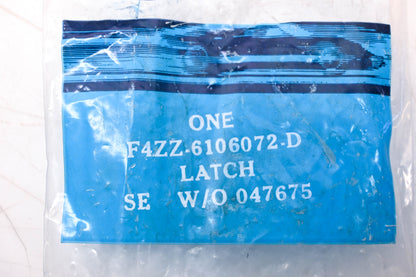 ONE
F4ZZ-6106072-D
LATCH
SE W/O 047675